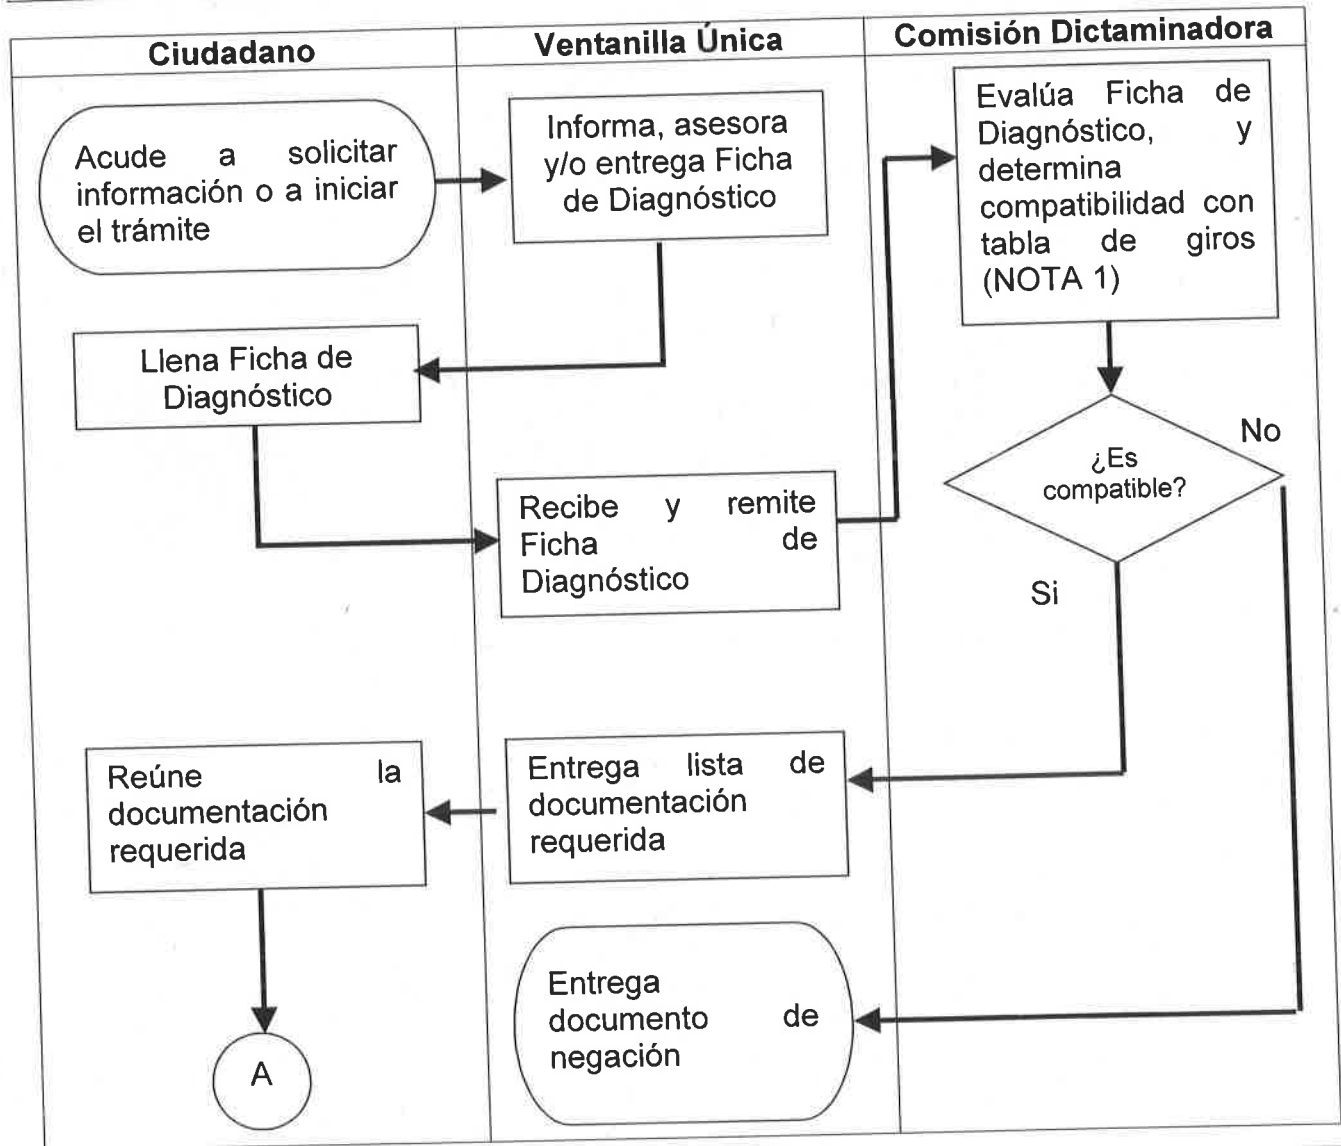 Ciudadano
Ventanilla Única
Comisión Dictaminadora
Acude a solicitar
información o a iniciar
el trámite
Informa, asesora
y/o entrega Ficha
de Diagnóstico
Evalúa Ficha de
Diagnóstico, y
determina
compatibilidad con
tabla de giros
(NOTA 1)
Llena Ficha de
Diagnóstico
Recibe y remite
Ficha de
Diagnóstico
¿Es
compatible?
No
Si
Entrega lista de
documentación
requerida
Reúne la
documentación
requerida
Entrega
documento de
negación
A